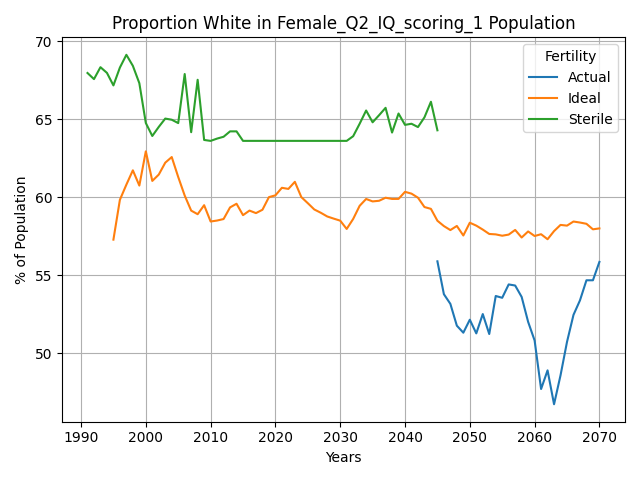 Proportion White in Female_Q2_IQ_scoring_1 Population
% of Population
70
65
60
55
50
Fertility
Actual
Ideal
Sterile
1990 2000 2010 2020 2030 2040 2050 2060 2070
Years